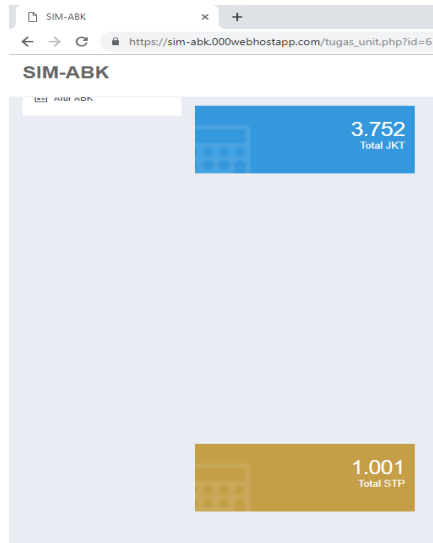 SIM-ABK
https://sim-abk.000webhostapp.com/tugas_unit.php?id=6
SIM-ABK
Atur ABK
3.752
Total JKT
1.001
Total STP